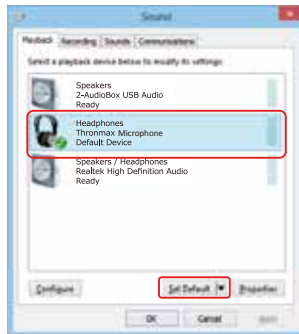 Sound
Playback Recording Sounds Communications
Select a playback device below to modify its settings:
Speakers
2-AudioBox USB Audio
Ready
Headphones
Thronmax Microphone
Default Device
Speakers / Headphones
Realtek High Definition Audio
Ready
Configure Set Default Properties
OK Cancel Apply